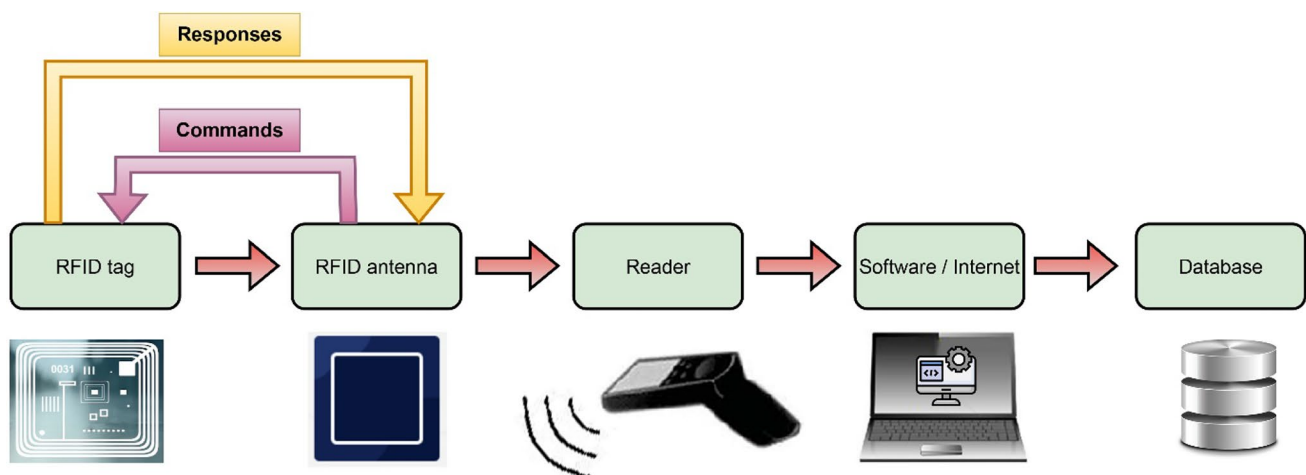 Responses
Commands
RFID tag
RFID antenna
Reader
Software / Internet
Database
0031
</>